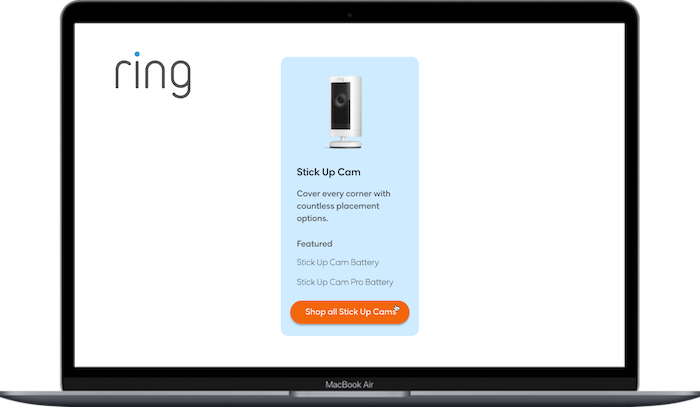 ring
ring
Stick Up Cam
Cover every corner with
countless placement
options.
Featured
Stick Up Cam Battery
Stick Up Cam Pro Battery
Shop all Stick Up Cams
MacBook Air